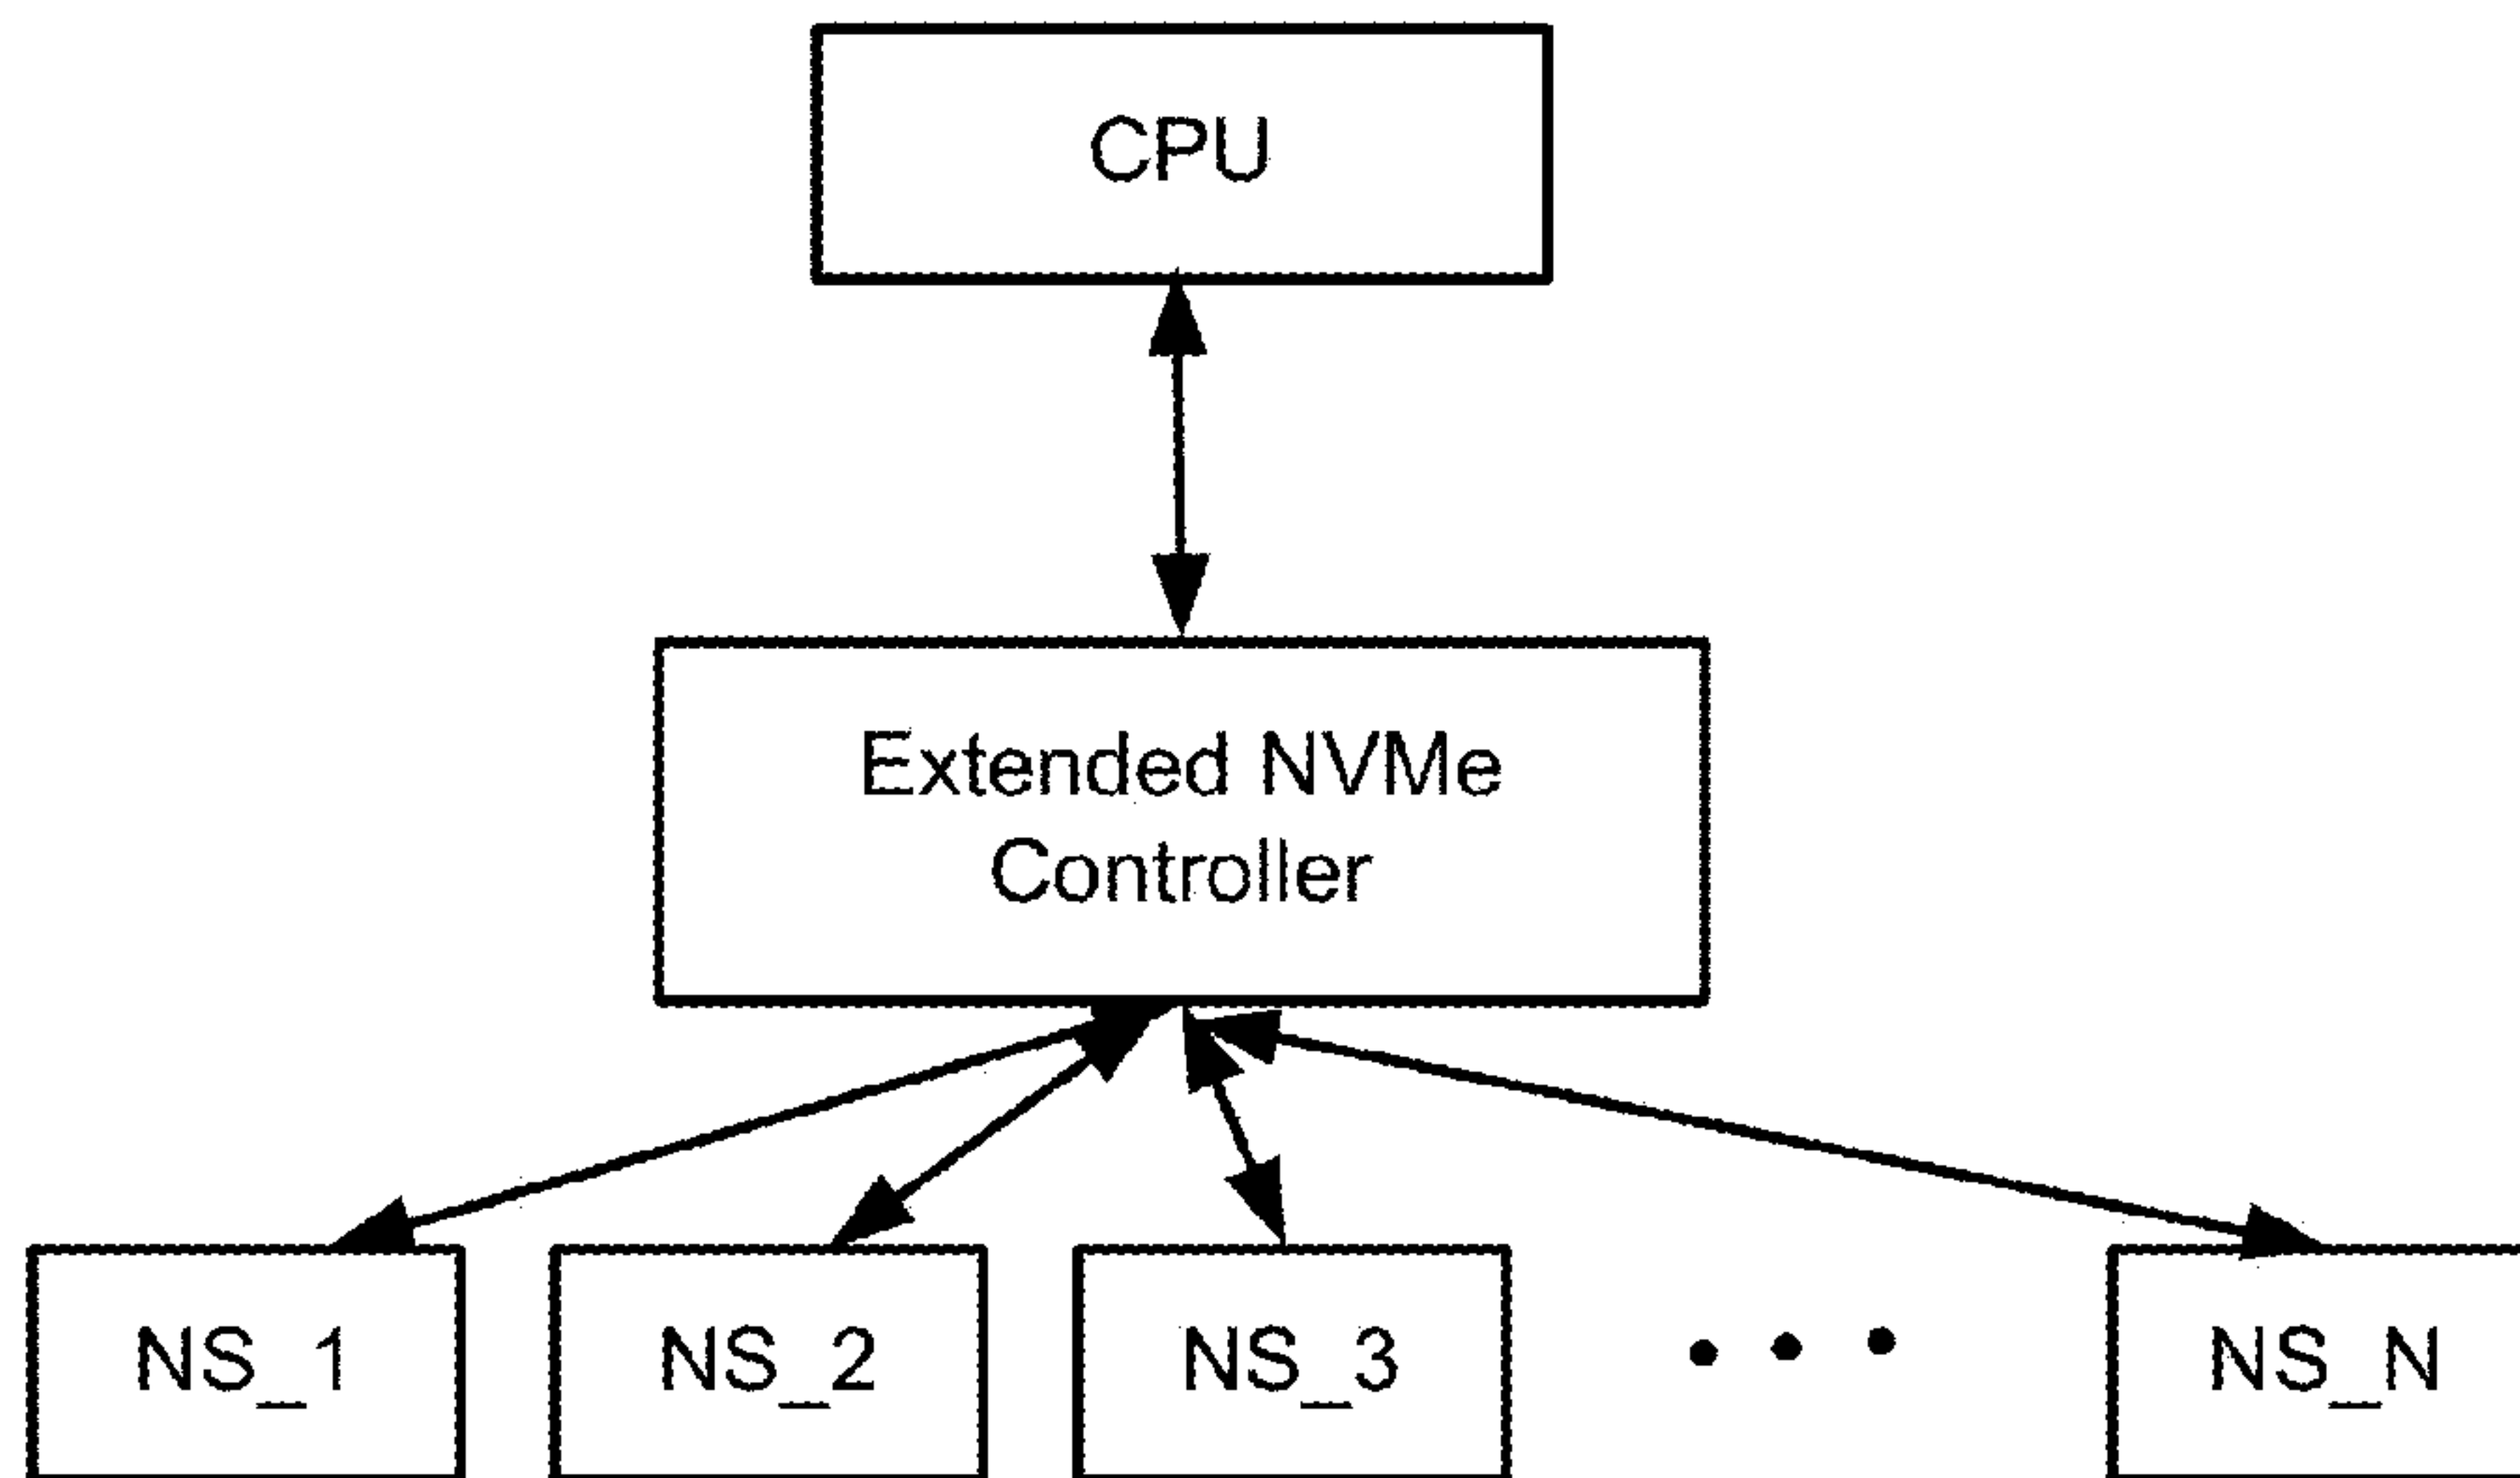 CPU
Extended NVMe
Controller
NS_1
NS_2
NS_3
NS_N